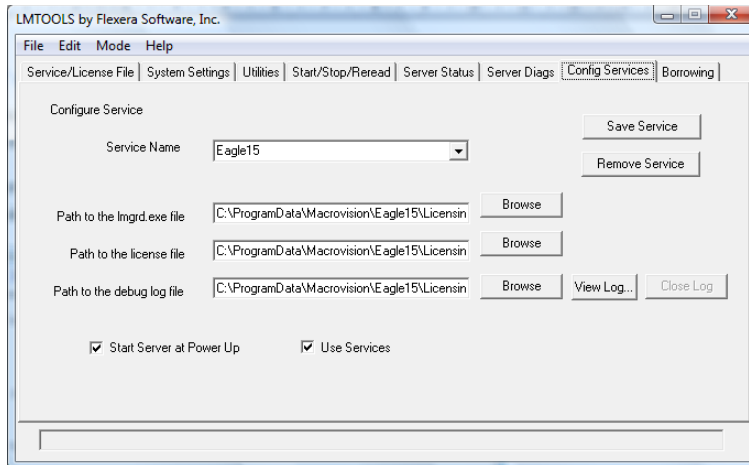 LMTOOLS by Flexera Software, Inc.
File Edit Mode Help
Service/License File System Settings Utilities Start/Stop/Reread Server Status Server Diags Config Services Borrowing
Configure Service
Save Service
Service Name Eagle15
Remove Service
Path to the lmgrd.exe file C:\ProgramData\Macrovision\Eagle15\Licensin Browse
Path to the license file C:\ProgramData\Macrovision\Eagle15\Licensin Browse
Path to the debug log file C:\ProgramData\Macrovision\Eagle15\Licensin Browse View Log... Close Log
Start Server at Power Up Use Services